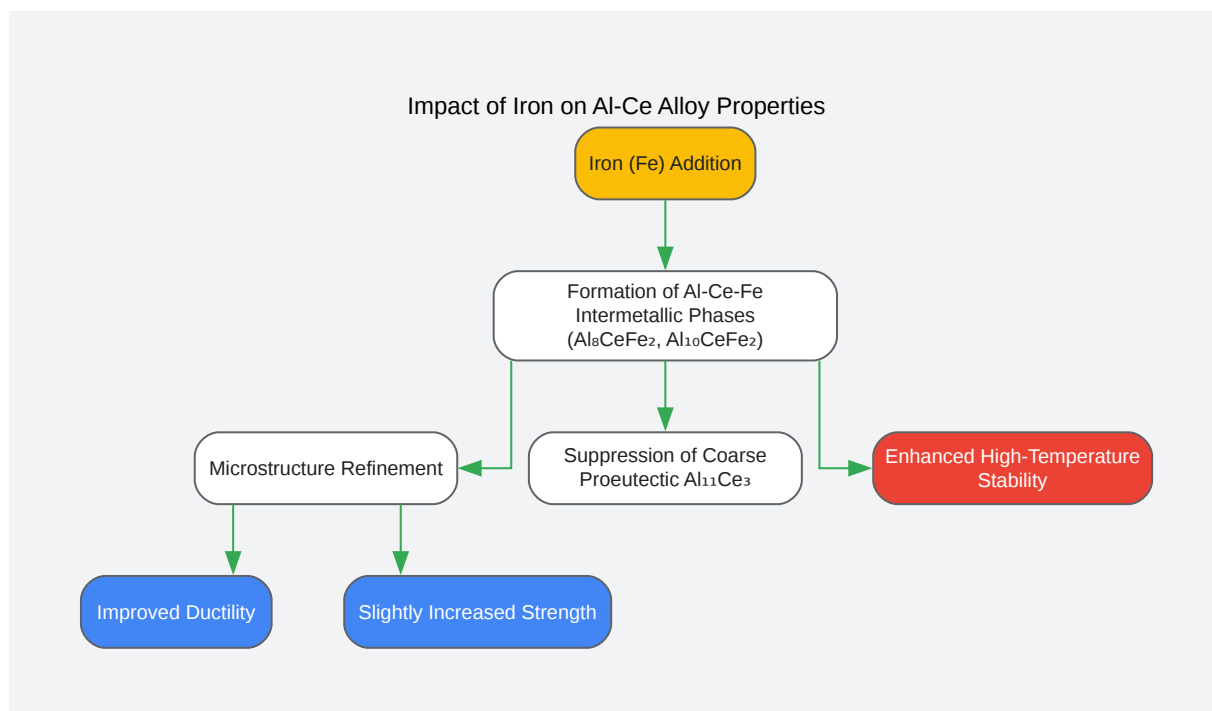 Impact of Iron on Al-Ce Alloy Properties
Iron (Fe) Addition
Formation of Al-Ce-Fe
Intermetallic Phases
(Al₈CeFe₂, Al₁₀CeFe₂)
Microstructure Refinement
Suppression of Coarse
Proeutectic Al₁₁Ce₃
Enhanced High-Temperature
Stability
Improved Ductility
Slightly Increased Strength